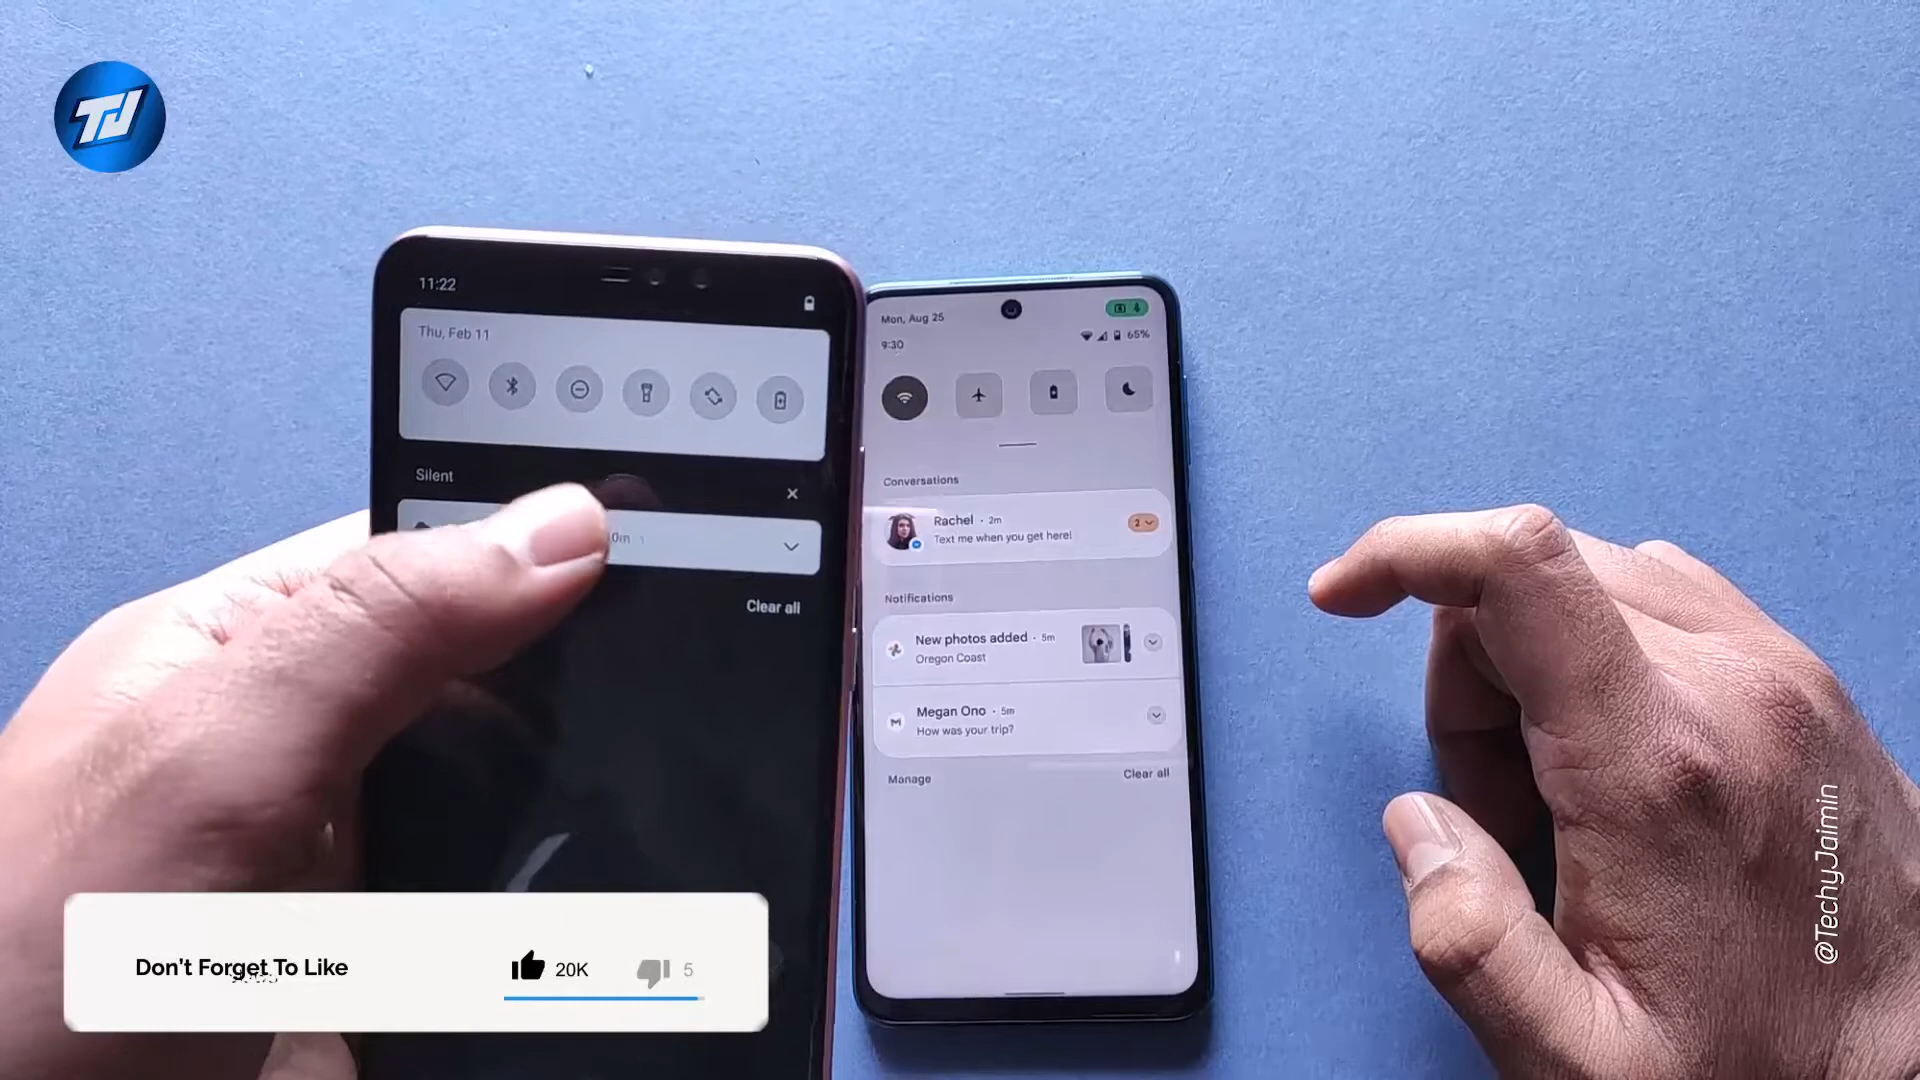 TJ
11:22
Thu, Feb 11
Silent
Clear all
Mon, Aug 25
9:30
65%
Conversations
Rachel · 2m
Text me when you get here!
2
Notifications
New photos added · 5m
Oregon Coast
Megan Ono · 5m
How was your trip?
Manage
Clear all
Don't Forget To Like
20K
5
@TechyJaimin